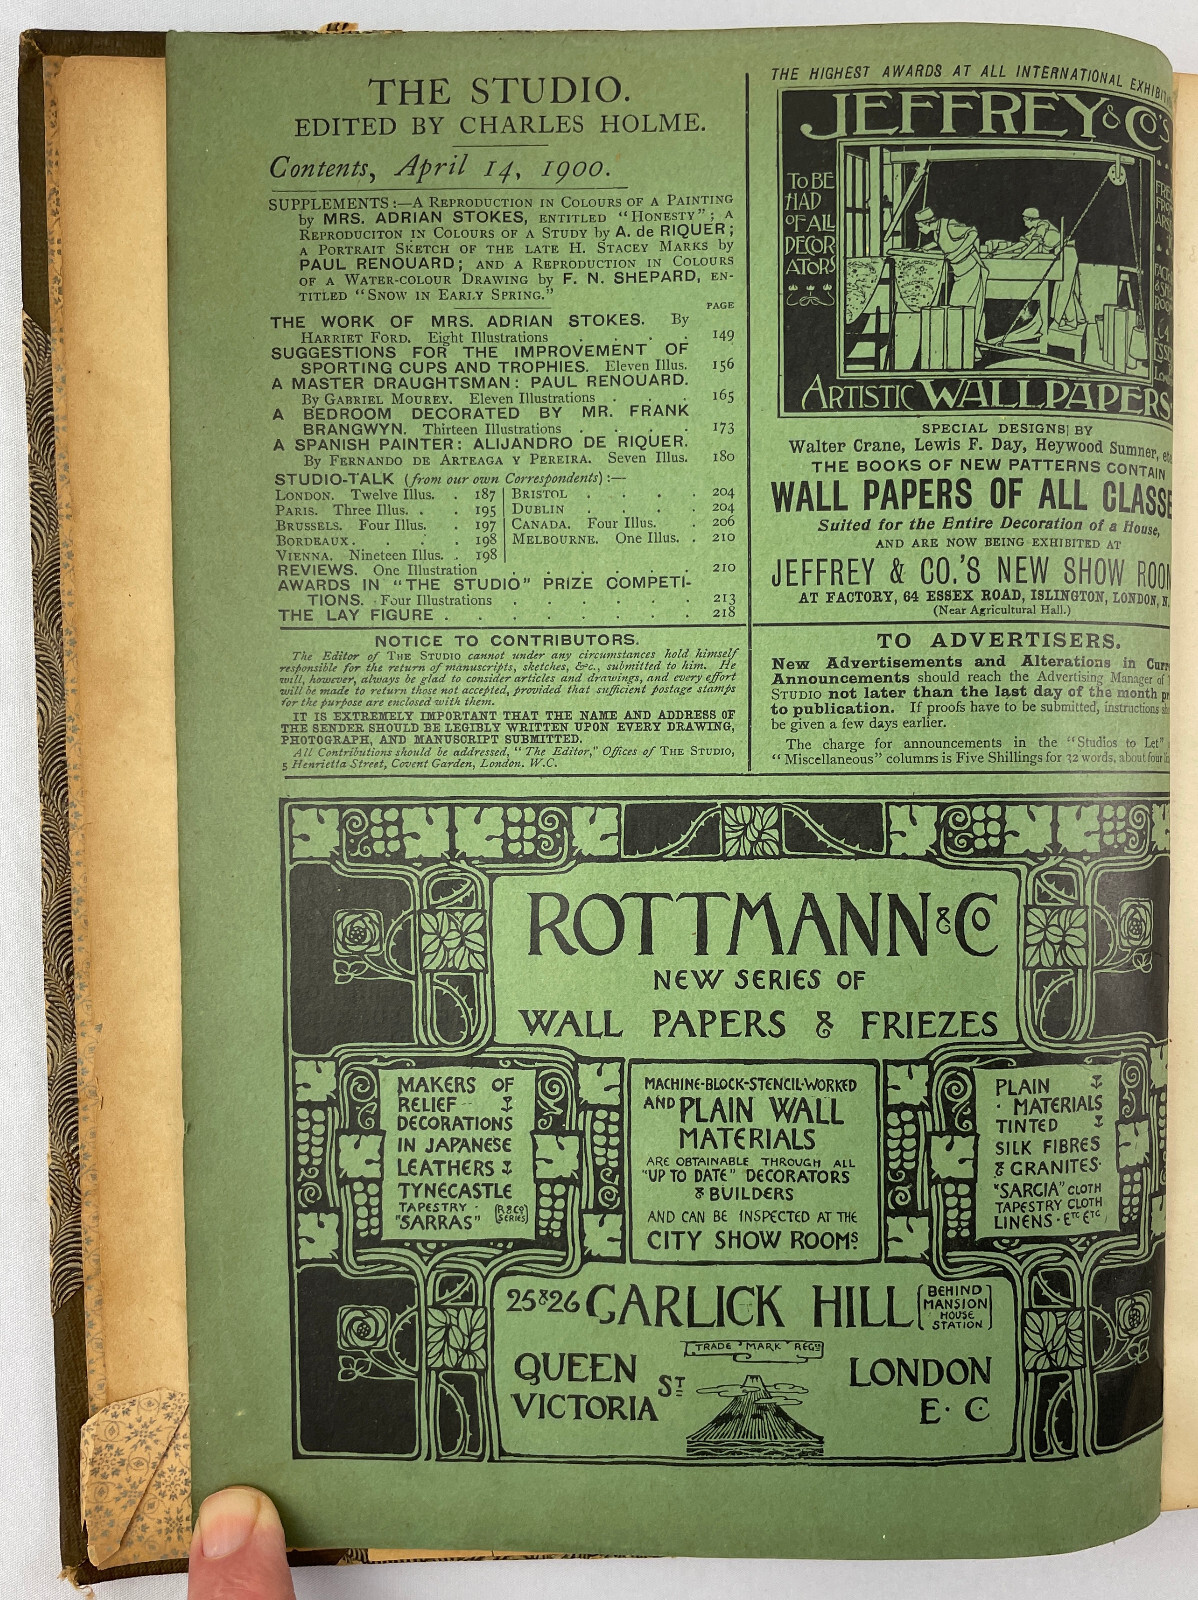 THE STUDIO.
EDITED BY CHARLES HOLME.
Contents, April 14, 1900.
SUPPLEMENTS:—A REPRODUCTION IN COLOURS OF A PAINTING
by MRS. ADRIAN STOKES, ENTITLED "HONESTY"; A
REPRODUCITON IN COLOURS OF A STUDY by A. de RIQUER;
A PORTRAIT SKETCH OF THE LATE H. STACEY MARKS by
PAUL RENOUARD; AND A REPRODUCTION IN COLOURS
OF A WATER-COLOUR DRAWING by F. N. SHEPARD, EN-
TITLED "SNOW IN EARLY SPRING."
PAGE
THE WORK OF MRS. ADRIAN STOKES. By
HARRIET FORD. Eight Illustrations . . . . 149
SUGGESTIONS FOR THE IMPROVEMENT OF
SPORTING CUPS AND TROPHIES. Eleven Illus. 156
A MASTER DRAUGHTSMAN: PAUL RENOUARD.
By GABRIEL MOUREY. Eleven Illustrations . . . 165
A BEDROOM DECORATED BY MR. FRANK
BRANGWYN. Thirteen Illustrations . . . . 173
A SPANISH PAINTER: ALIJANDRO DE RIQUER.
By FERNANDO DE ARTEAGA Y PEREIRA. Seven Illus. 180
STUDIO-TALK (from our own Correspondents):—
LONDON. Twelve Illus. . 187
PARIS. Three Illus. . . 195
BRUSSELS. Four Illus. . 197
BORDEAUX . . . . 198
VIENNA. Nineteen Illus. . 198
BRISTOL . . . . 204
DUBLIN . . . . 204
CANADA. Four Illus. . 206
MELBOURNE. One Illus. . 210
REVIEWS. One Illustration . . . . . . 210
AWARDS IN "THE STUDIO" PRIZE COMPETI-
TIONS. Four Illustrations . . . . . . 213
THE LAY FIGURE . . . . . . . . 218
NOTICE TO CONTRIBUTORS.
The Editor of THE STUDIO cannot under any circumstances hold himself
responsible for the return of manuscripts, sketches, &c., submitted to him. He
will, however, always be glad to consider articles and drawings, and every effort
will be made to return those not accepted, provided that sufficient postage stamps
for the purpose are enclosed with them.
IT IS EXTREMELY IMPORTANT THAT THE NAME AND ADDRESS OF
THE SENDER SHOULD BE LEGIBLY WRITTEN UPON EVERY DRAWING,
PHOTOGRAPH, AND MANUSCRIPT SUBMITTED.
All Contributions should be addressed, "The Editor," Offices of THE STUDIO,
5 Henrietta Street, Covent Garden, London. W.C.
THE HIGHEST AWARDS AT ALL INTERNATIONAL
JEFFREY & CO'S
TO BE
HAD
OF ALL
DECOR
ATORS
ARTISTIC WALLPAPERS
SPECIAL DESIGNS BY
Walter Crane, Lewis F. Day, Heywood Sumner,
THE BOOKS OF NEW PATTERNS CONTAIN
WALL PAPERS OF ALL
Suited for the Entire Decoration of a House,
AND ARE NOW BEING EXHIBITED AT
JEFFREY & CO.'S NEW SHOW
AT FACTORY, 64 ESSEX ROAD, ISLINGTON, LONDON, N.
(Near Agricultural Hall.)
TO ADVERTISERS.
New Advertisements and Alterations in
Announcements should reach the Advertising Manager of
STUDIO not later than the last day of the month
to publication. If proofs have to be submitted, instructions
be given a few days earlier.
The charge for announcements in the "Studios to Let"
"Miscellaneous" columns is Five Shillings for 32 words, about four
ROTTMANN & CO
NEW SERIES OF
WALL PAPERS & FRIEZES
MAKERS OF
RELIEF
DECORATIONS
IN JAPANESE
LEATHERS
TYNECASTLE
TAPESTRY ·
"SARRAS" (R&CO SERIES)
MACHINE-BLOCK-STENCIL-WORKED
AND PLAIN WALL
MATERIALS
ARE OBTAINABLE THROUGH ALL
"UP TO DATE" DECORATORS
& BUILDERS
AND CAN BE INSPECTED AT THE
CITY SHOW ROOMS.
PLAIN
· MATERIALS
TINTED
SILK FIBRES
& GRANITES·
"SARGIA" CLOTH
TAPESTRY CLOTH
LINENS · ETC ETC
25 & 26 GARLICK HILL [BEHIND
MANSION
HOUSE
STATION]
TRADE MARK REGD
QUEEN
VICTORIA ST
LONDON
E · C